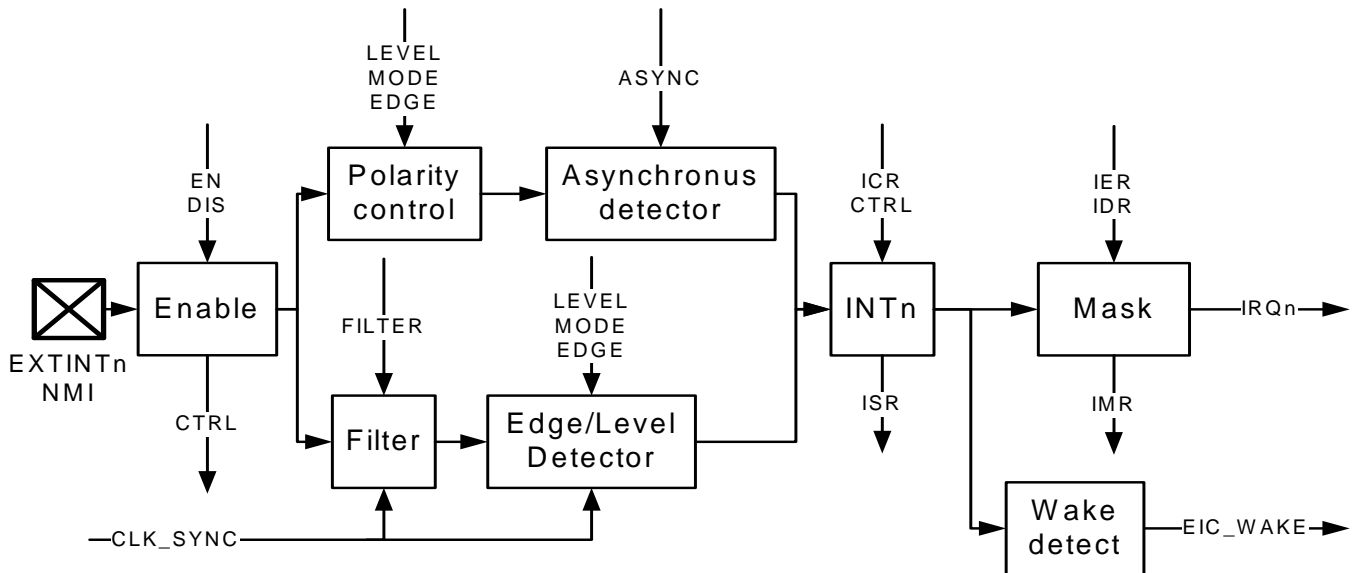 LEVEL
MODE
EDGE
ASYNC
EN
DIS
Polarity
control
Asynchronus
detector
ICR
CTRL
IER
IDR
EXTINTn
NMI
Enable
FILTER
LEVEL
MODE
EDGE
INTn
Mask
IRQn
CTRL
Filter
Edge/Level
Detector
ISR
IMR
CLK_SYNC
Wake
detect
EIC_WAKE